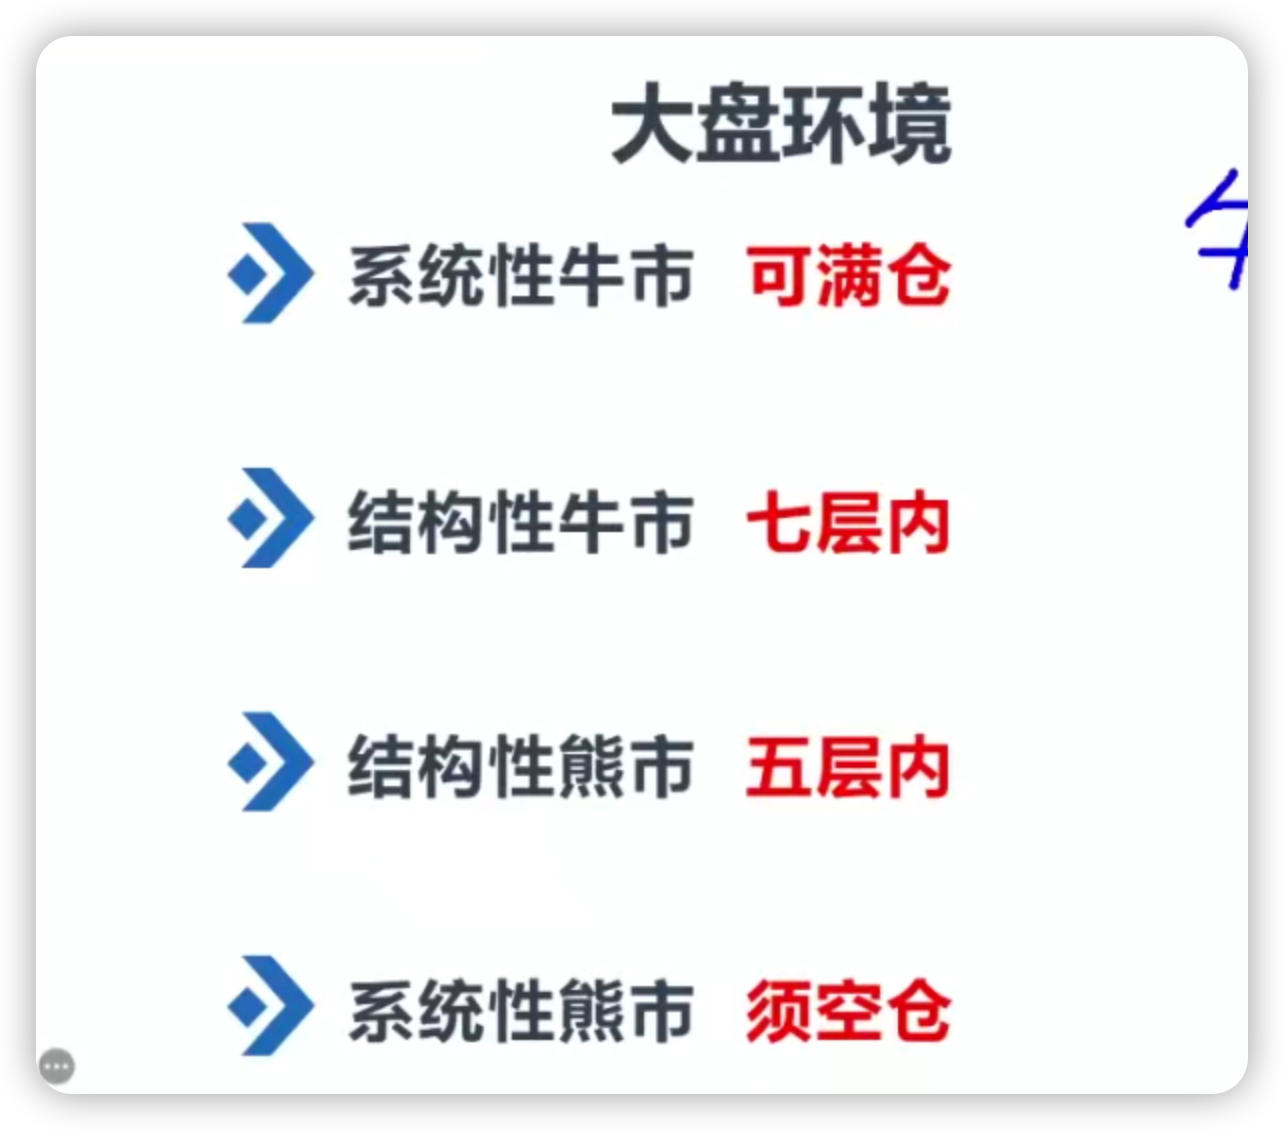 大盘环境
系统性牛市 可满仓
结构性牛市 七层内
结构性熊市 五层内
系统性熊市 须空仓